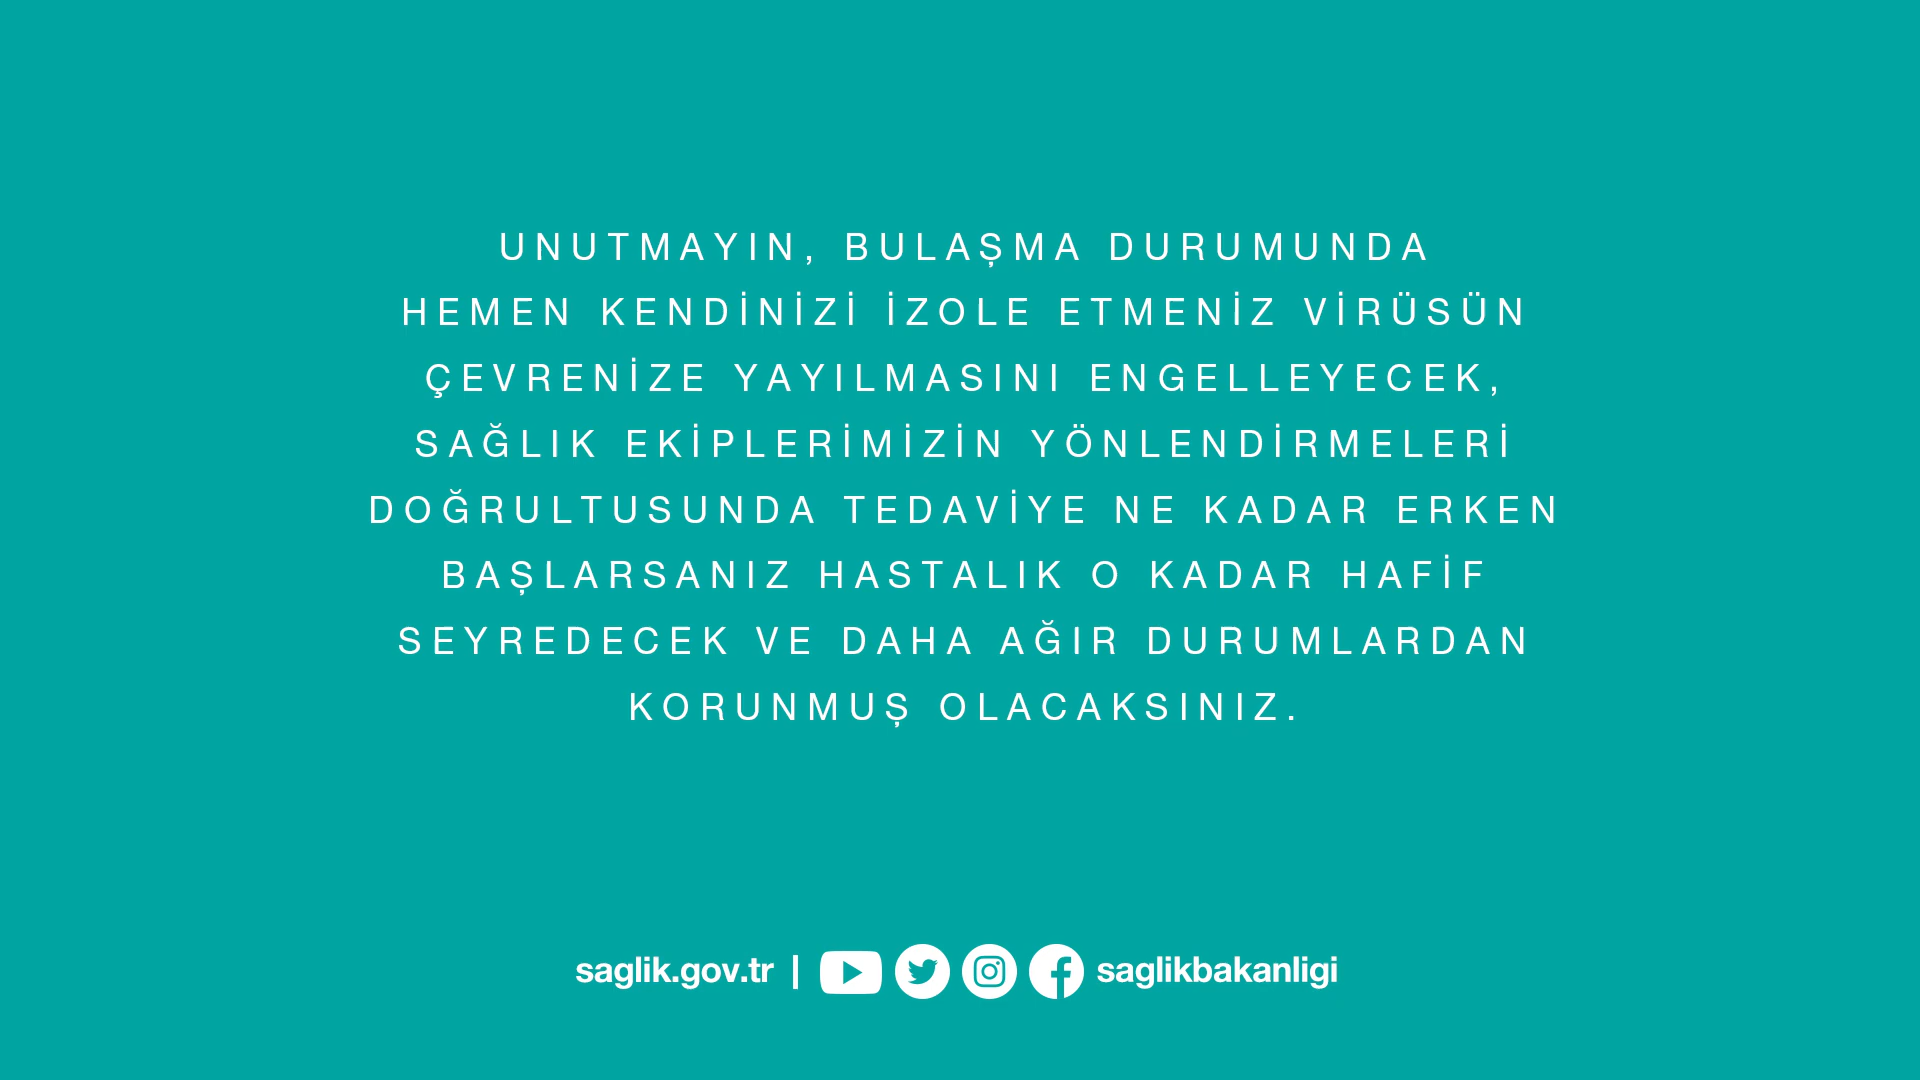 UNUTMAYIN, BULAŞMA DURUMUNDA
HEMEN KENDİNİZİ İZOLE ETMENİZ VİRÜSÜN
ÇEVRENİZE YAYILMASINI ENGELLEYECEK,
SAĞLIK EKİPLERİMİZİN YÖNLENDİRMELERİ
DOĞRULTUSUNDA TEDAVİYE NE KADAR ERKEN
BAŞLARSANIZ HASTALIK O KADAR HAFİF
SEYREDECEK VE DAHA AĞIR DURUMLARDAN
KORUNMUŞ OLACAKSINIZ.
saglik.gov.tr | saglikbakanligi